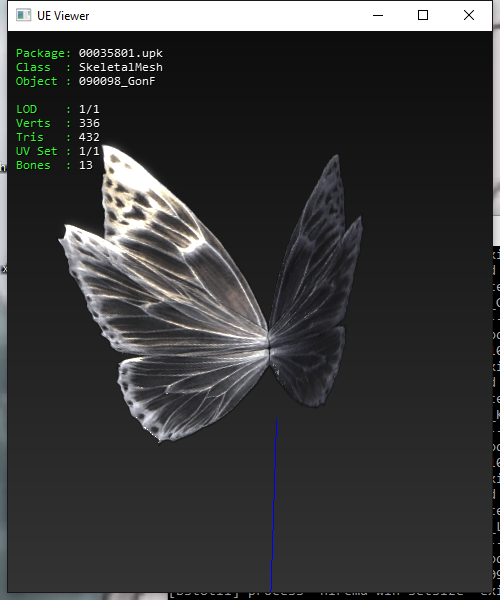 UE Viewer
Package: 00035801.upk
Class  : SkeletalMesh
Object : 090098_GonF
LOD    : 1/1
Verts  : 336
Tris   : 432
UV Set : 1/1
Bones  : 13